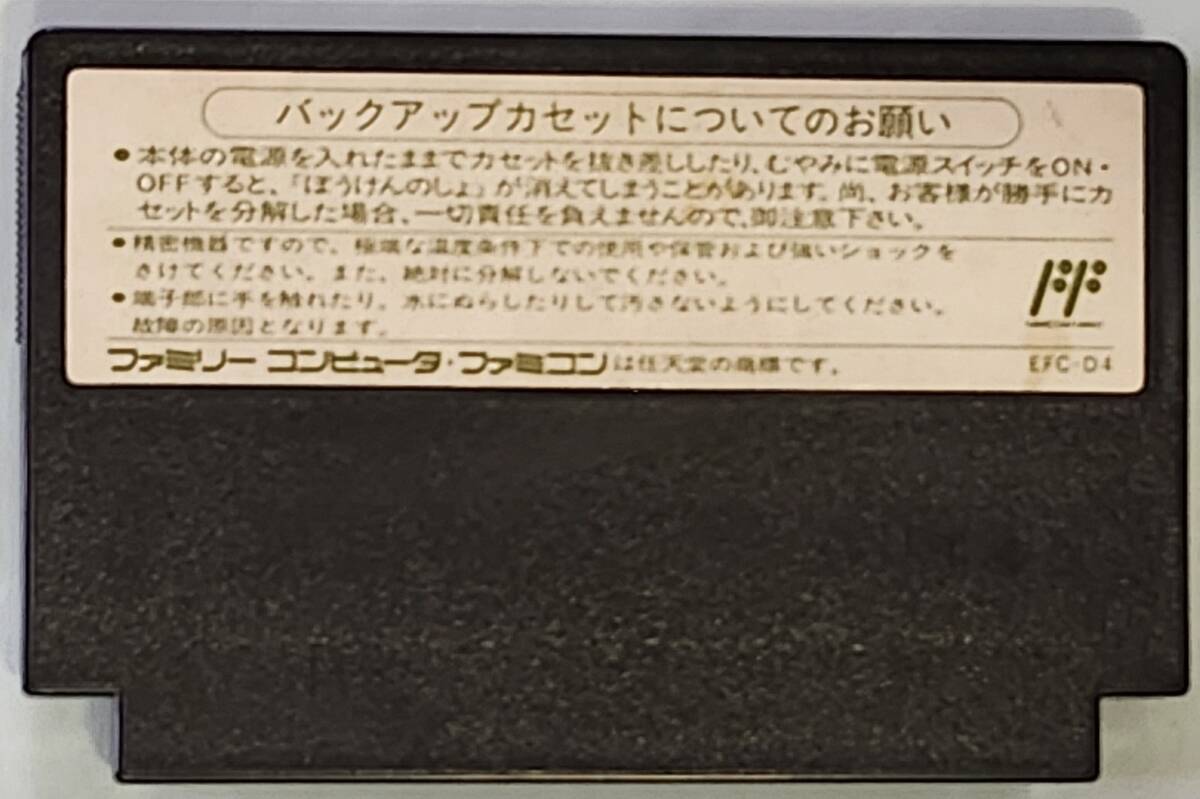 バックアップカセットについてのお願い
●本体の電源を入れたままでカセットを抜き差ししたり、むやみに電源スイッチをON・
OFFすると、「ぼうけんのしょ」が消えてしまうことがあります。尚、お客様が勝手にカ
セットを分解した場合、一切責任を負えませんので、御注意下さい。
●精密機器ですので、極端な温度条件下での使用や保管および強いショックを
さけてください。また、絶対に分解しないでください。
●端子部に手を触れたり、水にぬらしたりして汚さないようにしてください。
故障の原因となります。
ファミリーコンピュータ・ファミコンは任天堂の商標です。
EFC-D4